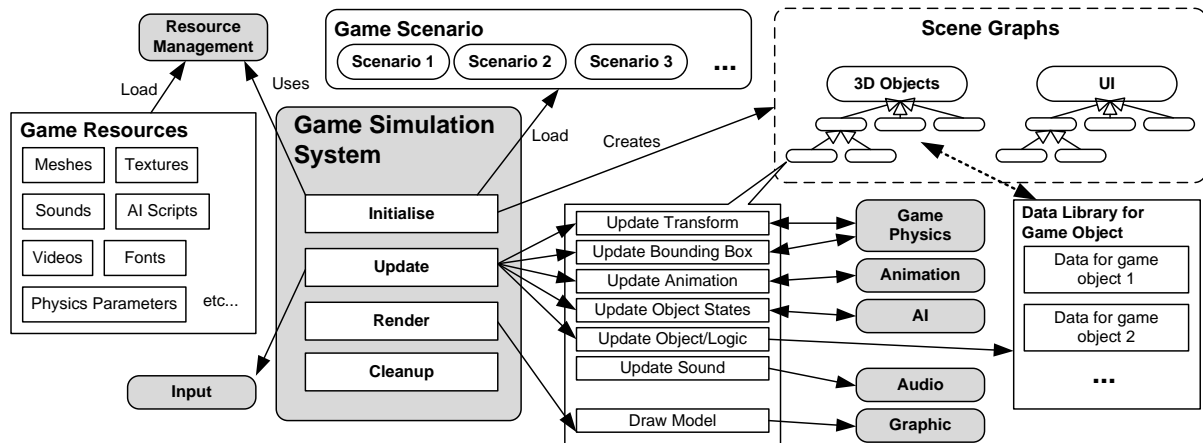 Resource
Management
Load
Uses
Game Resources
Meshes
Textures
Sounds
AI Scripts
Videos
Fonts
Physics Parameters
etc...
Input
Game Simulation
System
Initialise
Update
Render
Cleanup
Game Scenario
Scenario 1
Scenario 2
Scenario 3
...
Load
Creates
Scene Graphs
3D Objects
UI
Update Transform
Update Bounding Box
Update Animation
Update Object States
Update Object/Logic
Update Sound
Draw Model
Game
Physics
Animation
AI
Audio
Graphic
Data Library for
Game Object
Data for game
object 1
Data for game
object 2
...